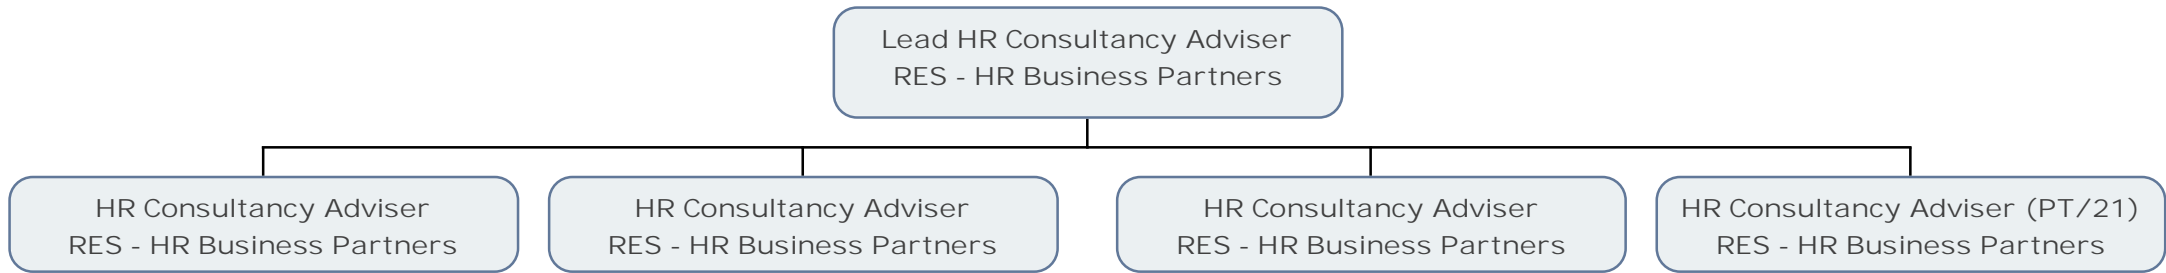 Lead HR Consultancy Adviser
RES - HR Business Partners
HR Consultancy Adviser
RES - HR Business Partners
HR Consultancy Adviser
RES - HR Business Partners
HR Consultancy Adviser
RES - HR Business Partners
HR Consultancy Adviser (PT/21)
RES - HR Business Partners